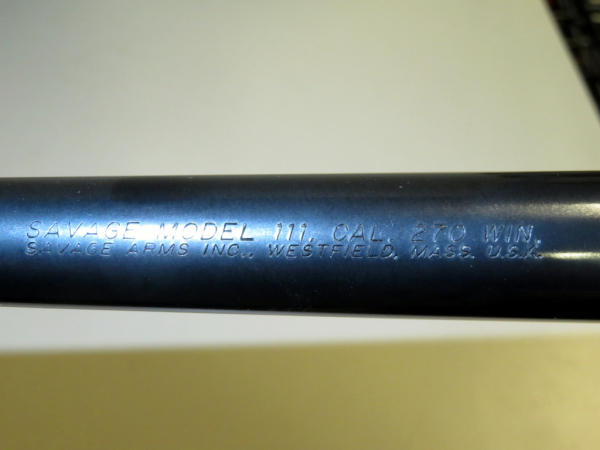 SAVAGE MODEL 111, CAL. 270 WIN.
SAVAGE ARMS INC., WESTFIELD, MASS. U.S.A.